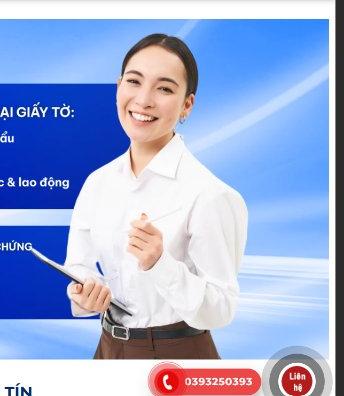 ẠI GIẤY TỜ:
ẩu
c & lao động
CHỨNG
TÍN
0393250393
Liên
hệ